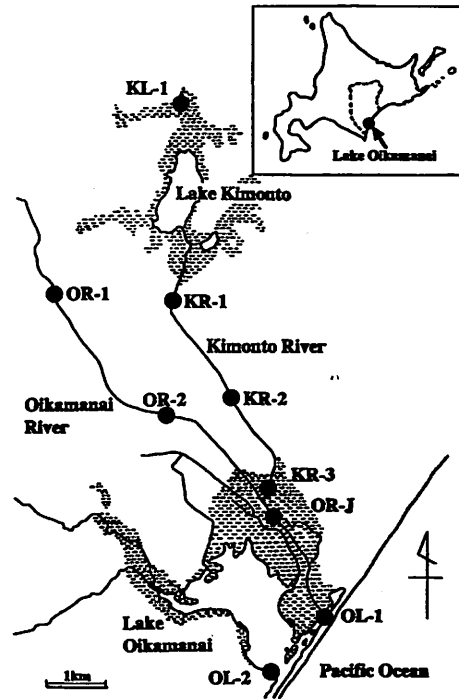 KL-1
Lake Oikamanai
Lake Kimonto
OR-1
KR-1
Kimonto River
OR-2
KR-2
Oikamanai
River
KR-3
OR-J
Lake
Oikamanai
OL-1
1km
OL-2
Pacific Ocean